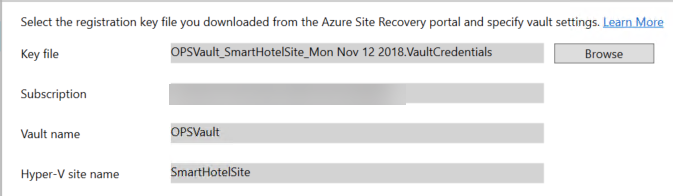 Select the registration key file you downloaded from the Azure Site Recovery portal and specify vault settings. Learn More
Key file OPSVault_SmartHotelSite_Mon Nov 12 2018.VaultCredentials Browse
Subscription
Vault name OPSVault
Hyper-V site name SmartHotelSite